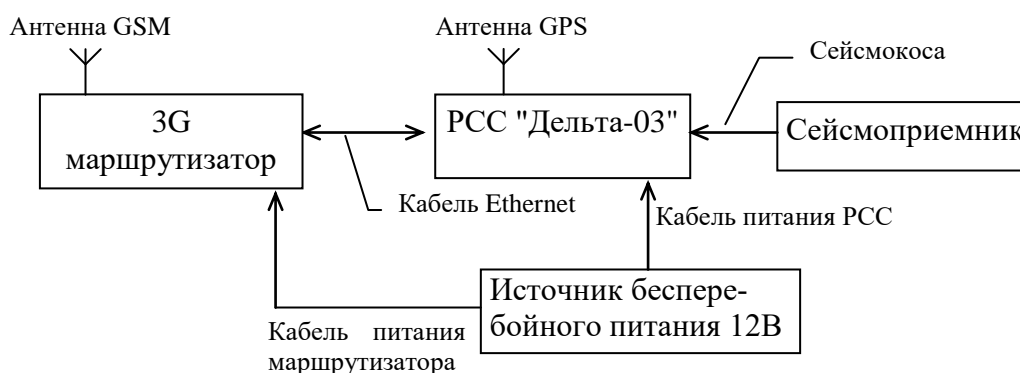 Антенна GSM
Антенна GPS
Сейсмокоса
3G
маршрутизатор
РСС "Дельта-03"
Сейсмоприемник
Кабель Ethernet
Кабель питания РСС
Источник беспере-
бойного питания 12В
Кабель питания
маршрутизатора